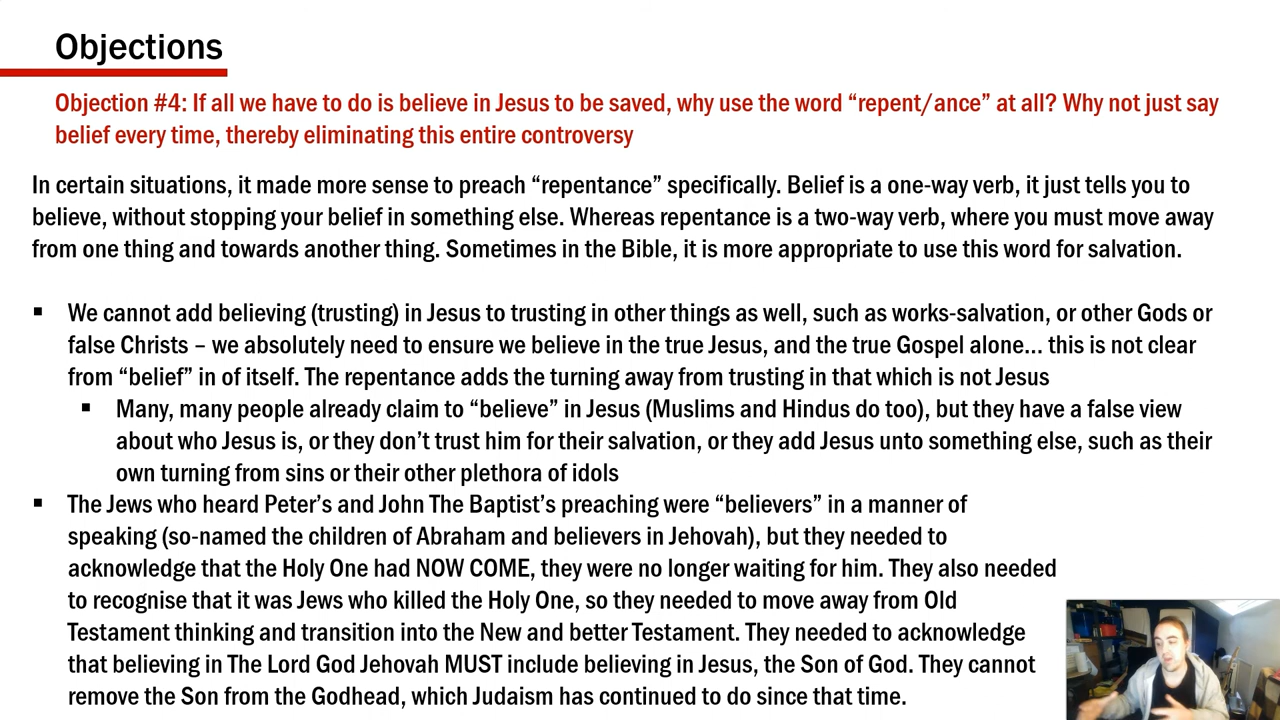 Objections
Objection #4: If all we have to do is believe in Jesus to be saved, why use the word “repent/ance” at all? Why not just say
belief every time, thereby eliminating this entire controversy
In certain situations, it made more sense to preach “repentance” specifically. Belief is a one-way verb, it just tells you to
believe, without stopping your belief in something else. Whereas repentance is a two-way verb, where you must move away
from one thing and towards another thing. Sometimes in the Bible, it is more appropriate to use this word for salvation.
▪ We cannot add believing (trusting) in Jesus to trusting in other things as well, such as works-salvation, or other Gods or
false Christs – we absolutely need to ensure we believe in the true Jesus, and the true Gospel alone… this is not clear
from “belief” in of itself. The repentance adds the turning away from trusting in that which is not Jesus
▪ Many, many people already claim to “believe” in Jesus (Muslims and Hindus do too), but they have a false view
about who Jesus is, or they don’t trust him for their salvation, or they add Jesus unto something else, such as their
own turning from sins or their other plethora of idols
▪ The Jews who heard Peter’s and John The Baptist’s preaching were “believers” in a manner of
speaking (so-named the children of Abraham and believers in Jehovah), but they needed to
acknowledge that the Holy One had NOW COME, they were no longer waiting for him. They also needed
to recognise that it was Jews who killed the Holy One, so they needed to move away from Old
Testament thinking and transition into the New and better Testament. They needed to acknowledge
that believing in The Lord God Jehovah MUST include believing in Jesus, the Son of God. They cannot
remove the Son from the Godhead, which Judaism has continued to do since that time.